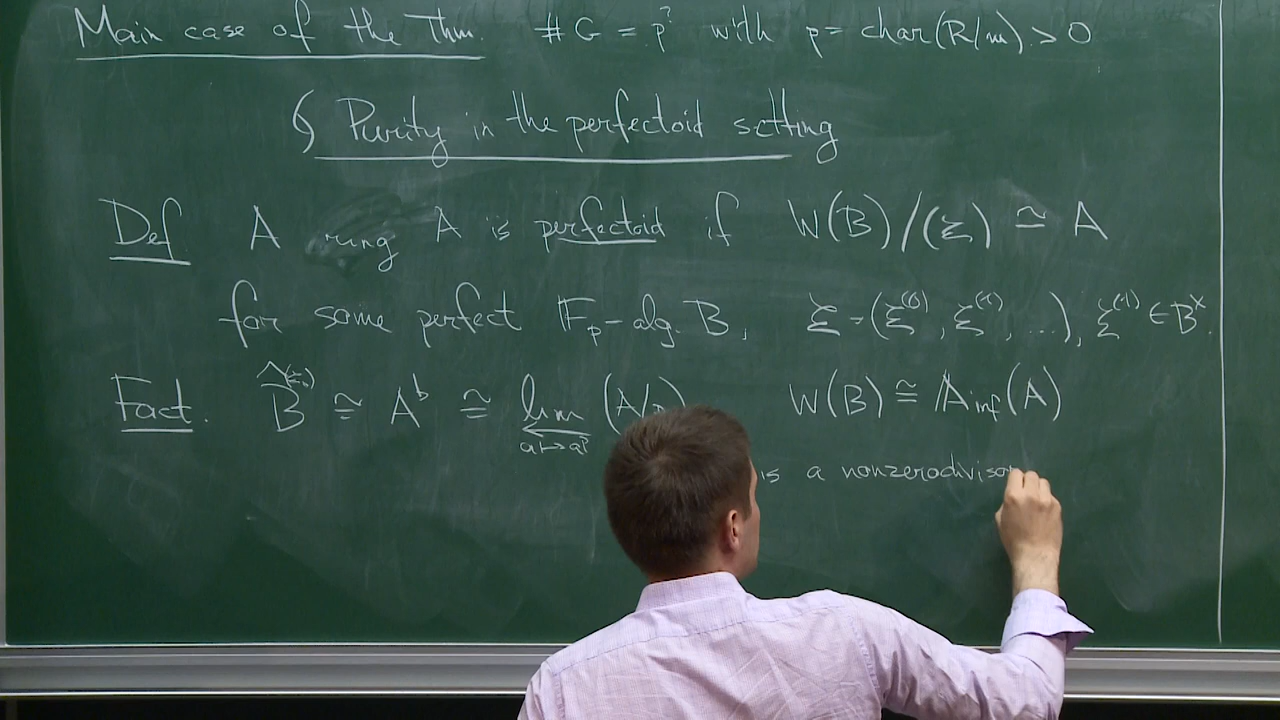 Main case of the Thm. # G = p^? with p = char(R/m) > 0
§ Purity in the perfectoid setting
Def A ring A is perfectoid if W(B)/(ξ) ≅ A
for some perfect 𝔽_p-alg. B, ξ = (ξ^(0), ξ^(1), ...), ξ^(1) ∈ B^×.
Fact. B̂ ≅ A^♭ ≅ lim (A/p) W(B) ≅ 𝔸_inf(A)
a ↦ a^p
is a nonzerodivisor